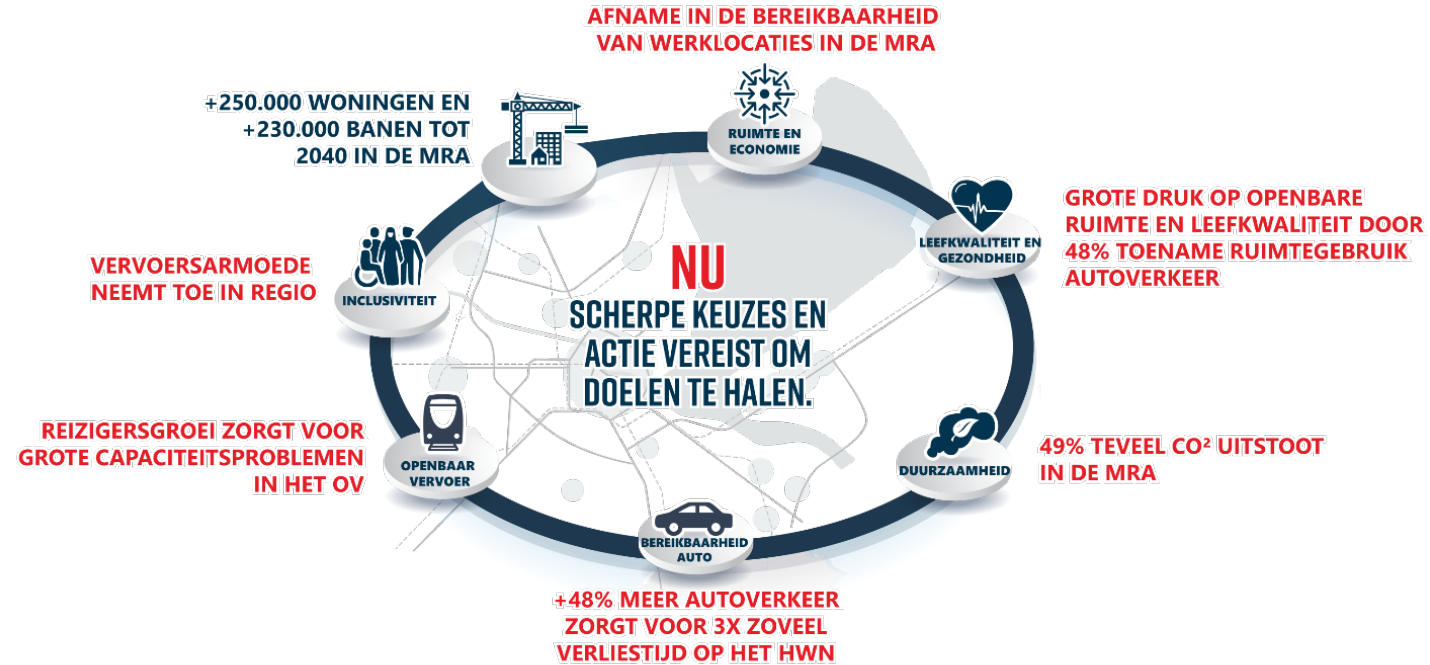 AFNAME IN DE BEREIKBAARHEID
VAN WERKLOCATIES IN DE MRA
RUIMTE EN
ECONOMIE
+250.000 WONINGEN EN
+230.000 BANEN TOT
2040 IN DE MRA
GROTE DRUK OP OPENBARE
RUIMTE EN LEEFKWALITEIT DOOR
48% TOENAME RUIMTEGEBRUIK
AUTOVERKEER
LEEFKWALITEIT EN
GEZONDHEID
VERVOERSARMOEDE
NEEMT TOE IN REGIO
INCLUSIVITEIT
NU
SCHERPE KEUZES EN
ACTIE VEREIST OM
DOELEN TE HALEN.
REIZIGERSGROEI ZORGT VOOR
GROTE CAPACITEITSPROBLEMEN
IN HET OV
OPENBAAR
VERVOER
DUURZAAMHEID
49% TEVEEL CO² UITSTOOT
IN DE MRA
BEREIKBAARHEID
AUTO
+48% MEER AUTOVERKEER
ZORGT VOOR 3X ZOVEEL
VERLIESTIJD OP HET HWN